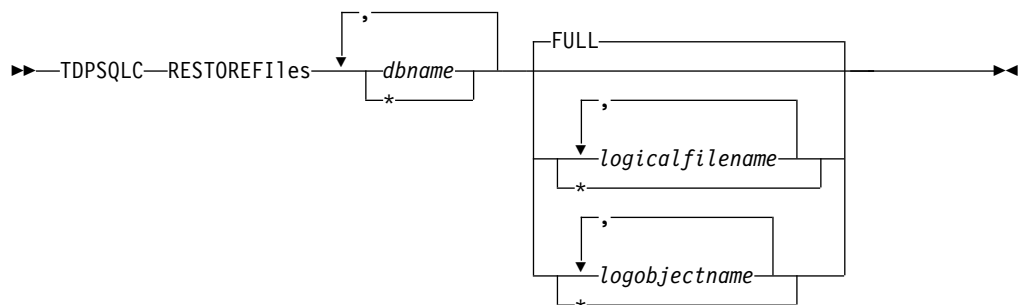 ,
FULL
TDPSQLC RESTOREFIles dbname
*
,
logicalfilename
*
,
logobjectname
*